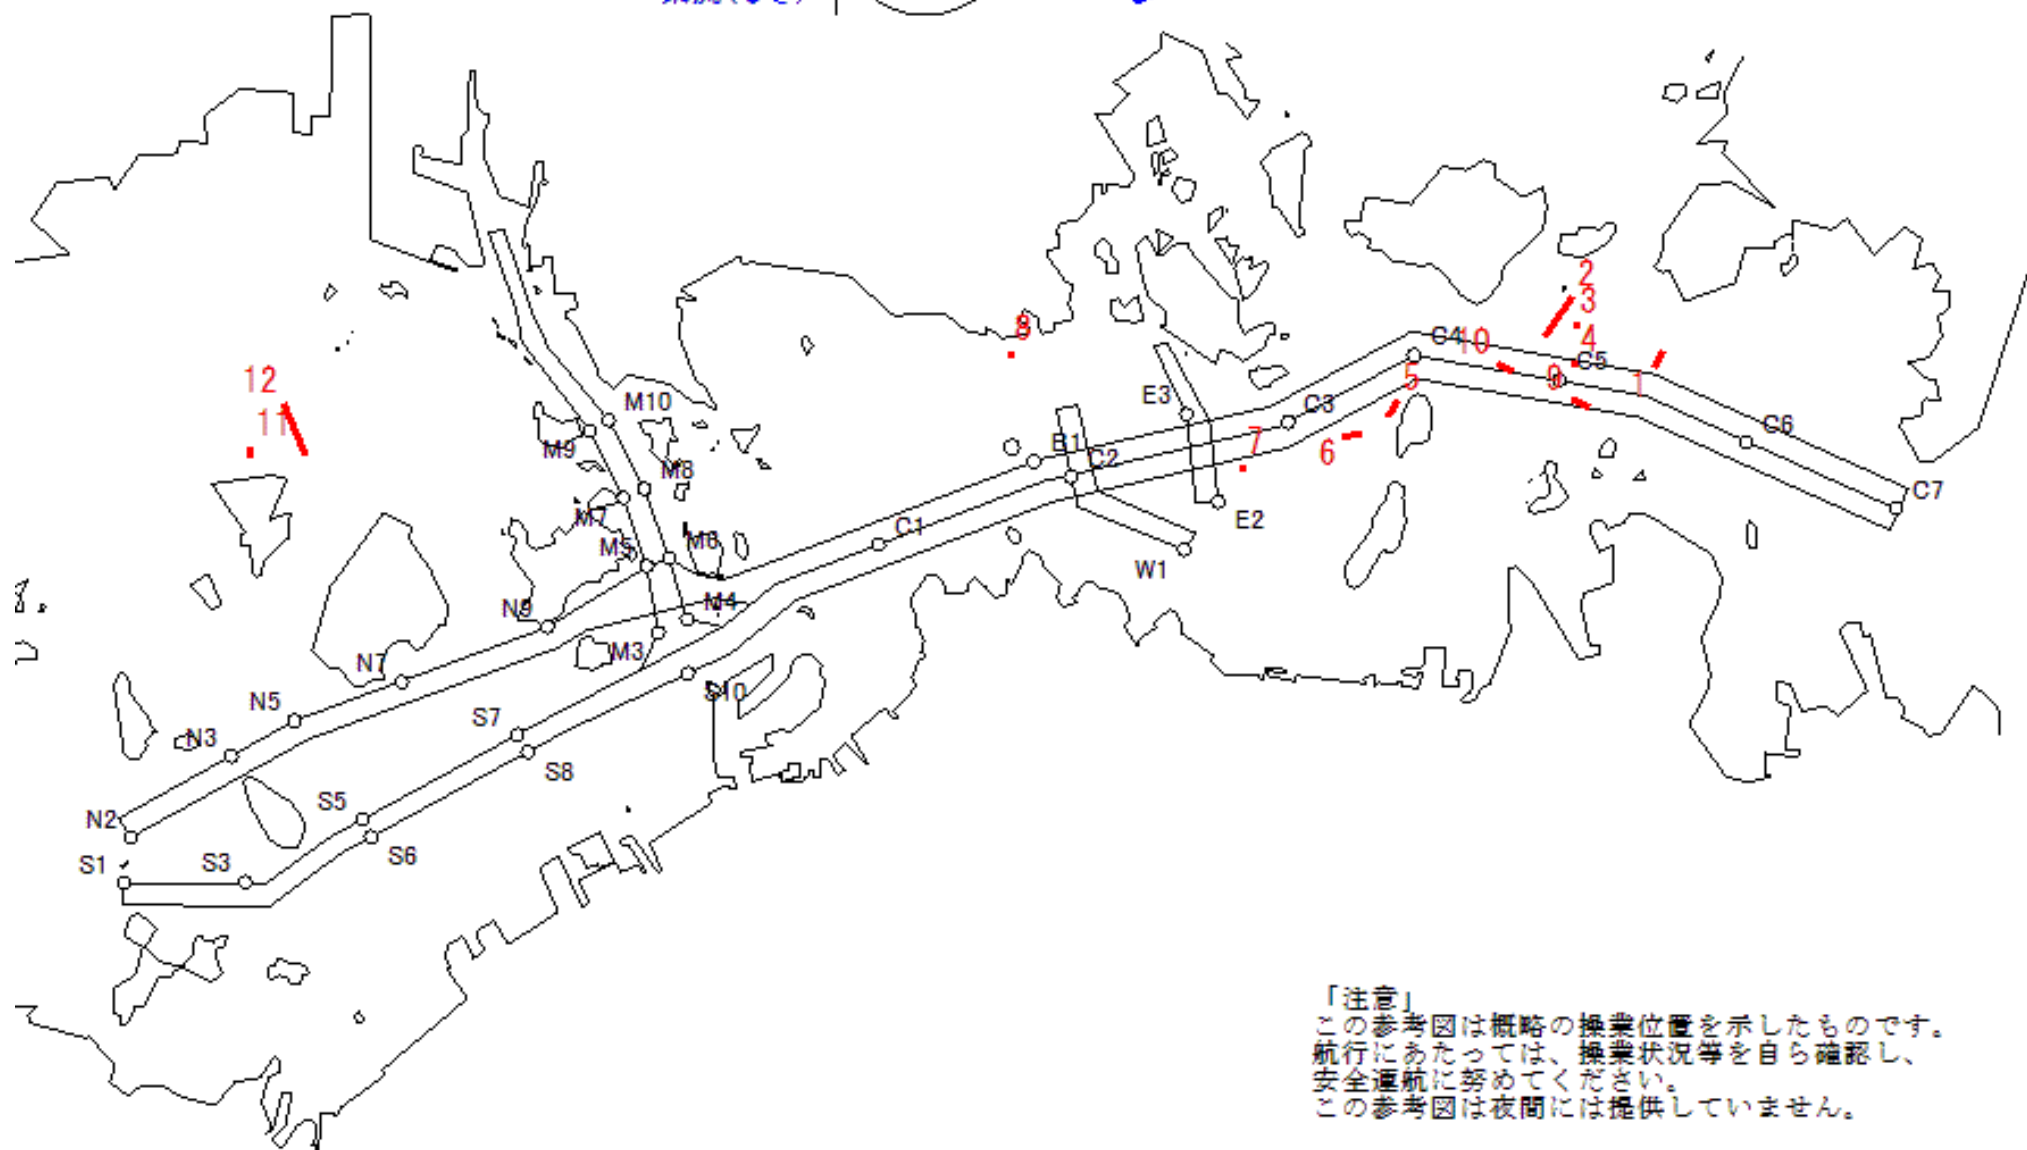 2
3
8
4
C4
10
C5
12
5
9
1
M10
E3
C3
11
C6
M9
B1
7
6
M8
C2
C7
M7
E2
C1
M5
M6
W1
N9
M4
M3
N7
S10
N5
S7
N3
S8
S5
N2
S6
S1
S3
「注意」
この参考図は概略の操業位置を示したものです。
航行にあたっては、操業状況等を自ら確認し、
安全運航に努めてください。
この参考図は夜間には提供していません。